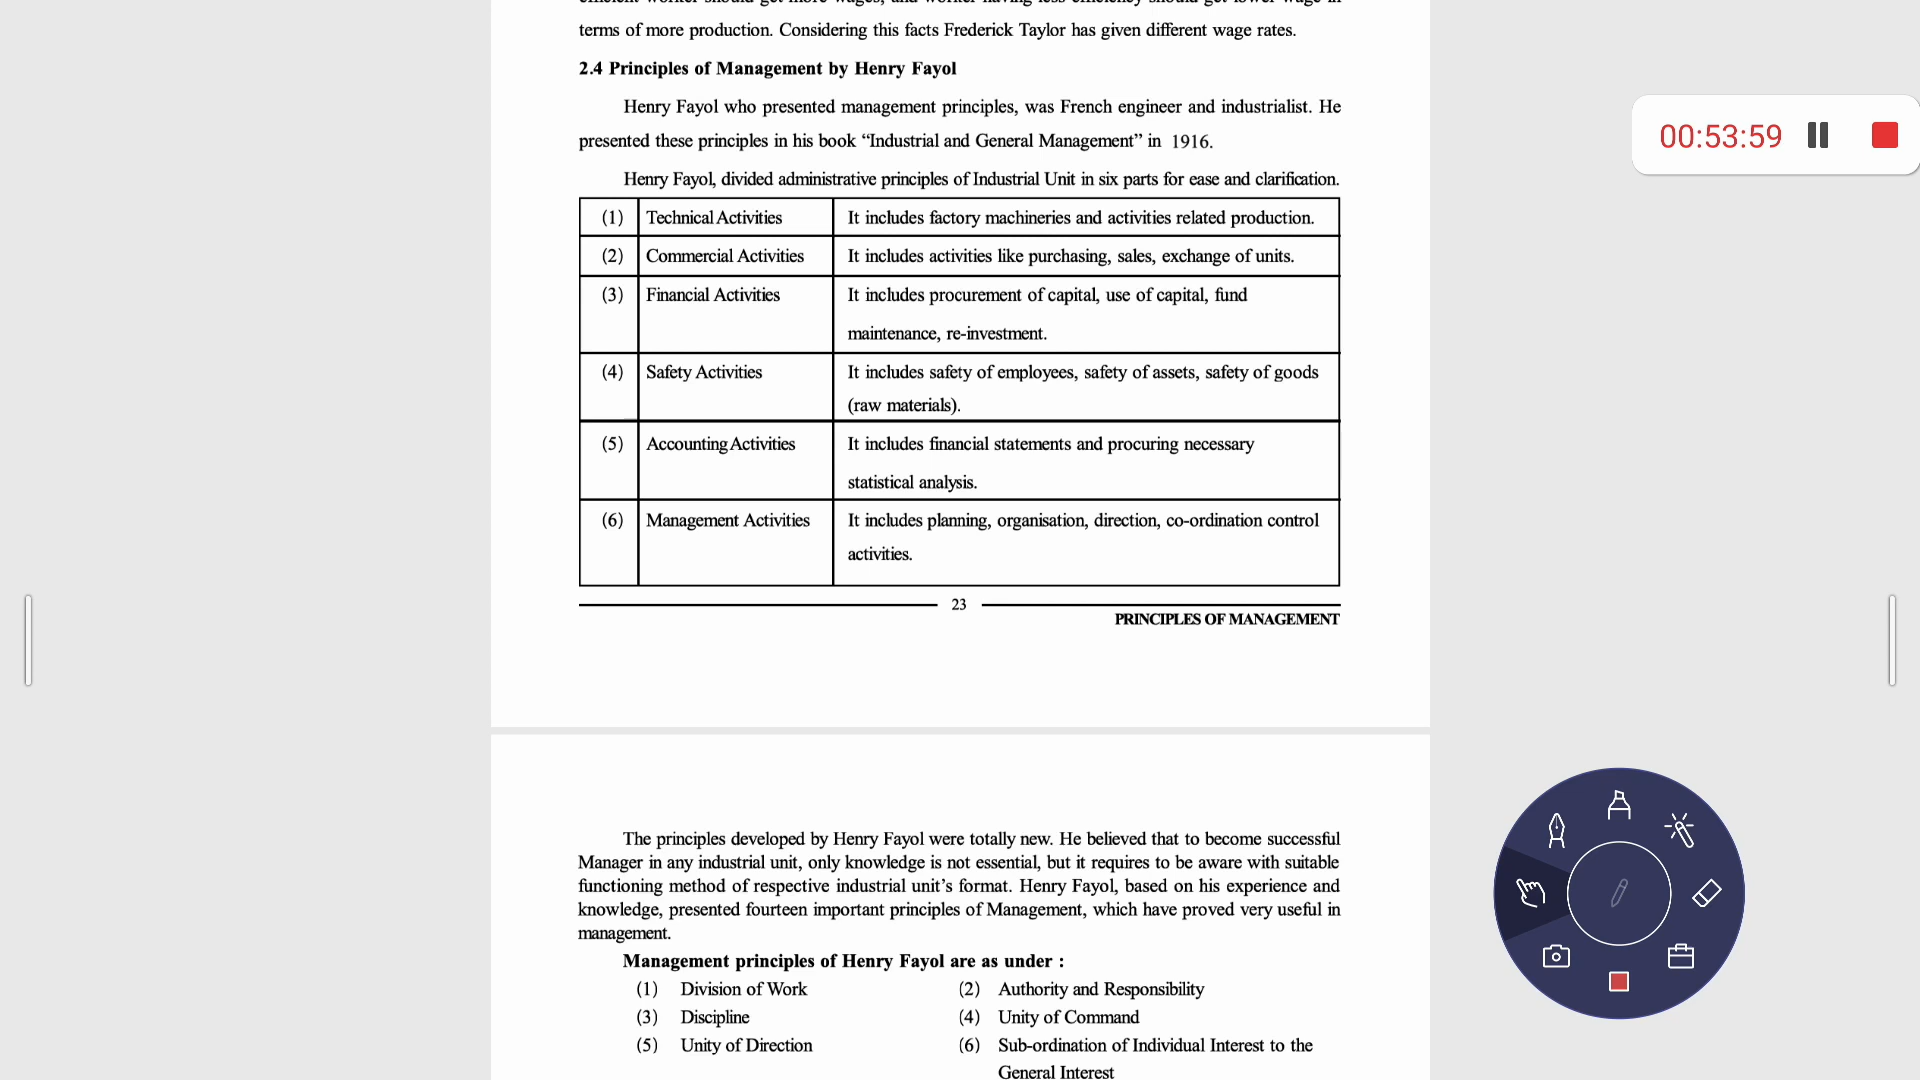 terms of more production. Considering this facts Frederick Taylor has given different wage rates.
2.4 Principles of Management by Henry Fayol
Henry Fayol who presented management principles, was French engineer and industrialist. He
presented these principles in his book “Industrial and General Management” in 1916.
Henry Fayol, divided administrative principles of Industrial Unit in six parts for ease and clarification.
(1) Technical Activities It includes factory machineries and activities related production.
(2) Commercial Activities It includes activities like purchasing, sales, exchange of units.
(3) Financial Activities It includes procurement of capital, use of capital, fund
maintenance, re-investment.
(4) Safety Activities It includes safety of employees, safety of assets, safety of goods
(raw materials).
(5) Accounting Activities It includes financial statements and procuring necessary
statistical analysis.
(6) Management Activities It includes planning, organisation, direction, co-ordination control
activities.
23
PRINCIPLES OF MANAGEMENT
The principles developed by Henry Fayol were totally new. He believed that to become successful
Manager in any industrial unit, only knowledge is not essential, but it requires to be aware with suitable
functioning method of respective industrial unit’s format. Henry Fayol, based on his experience and
knowledge, presented fourteen important principles of Management, which have proved very useful in
management.
Management principles of Henry Fayol are as under :
(1) Division of Work (2) Authority and Responsibility
(3) Discipline (4) Unity of Command
(5) Unity of Direction (6) Sub-ordination of Individual Interest to the
General Interest
00:53:59